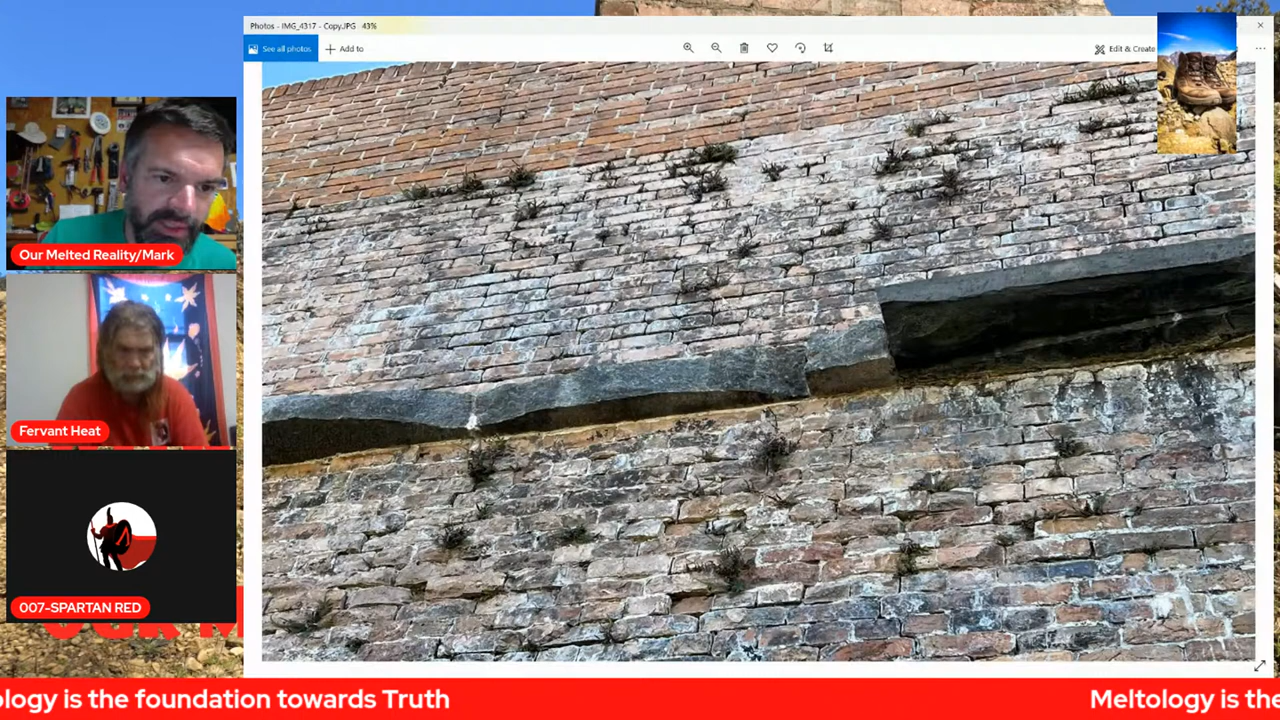 Photos - IMG_4317 - Copy.JPG 43%
See all photos
Add to
Edit & Create
Our Melted Reality/Mark
Fervant Heat
007-SPARTAN RED
ology is the foundation towards Truth
Meltology is the